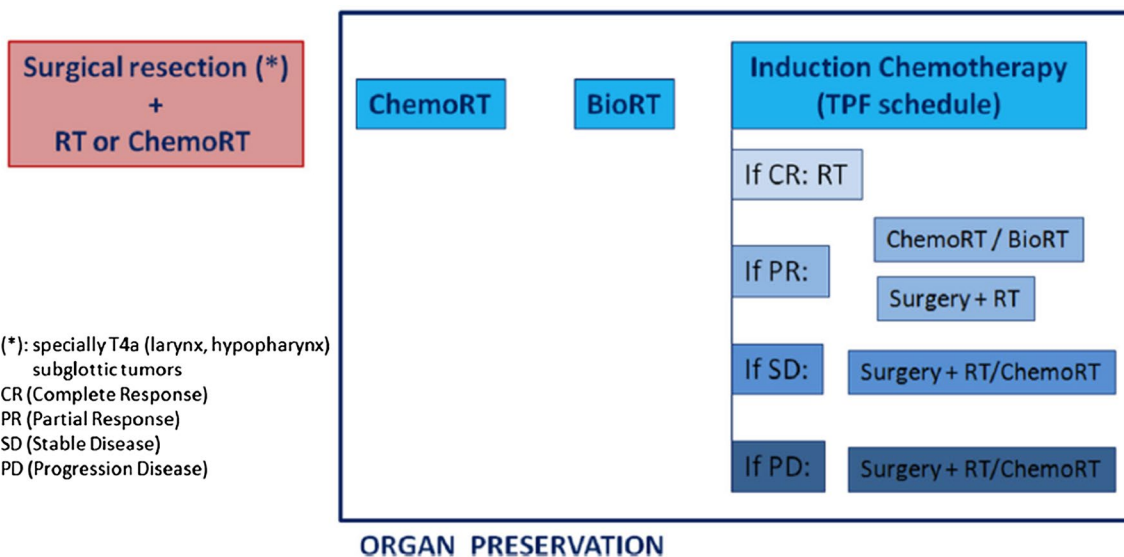 Surgical resection (*)
+
RT or ChemoRT
ChemoRT
BioRT
Induction Chemotherapy
(TPF schedule)
If CR: RT
If PR:
ChemoRT / BioRT
Surgery + RT
If SD:
Surgery + RT/ChemoRT
If PD:
Surgery + RT/ChemoRT
(*): specially T4a (larynx, hypopharynx)
subglottic tumors
CR (Complete Response)
PR (Partial Response)
SD (Stable Disease)
PD (Progression Disease)
ORGAN PRESERVATION